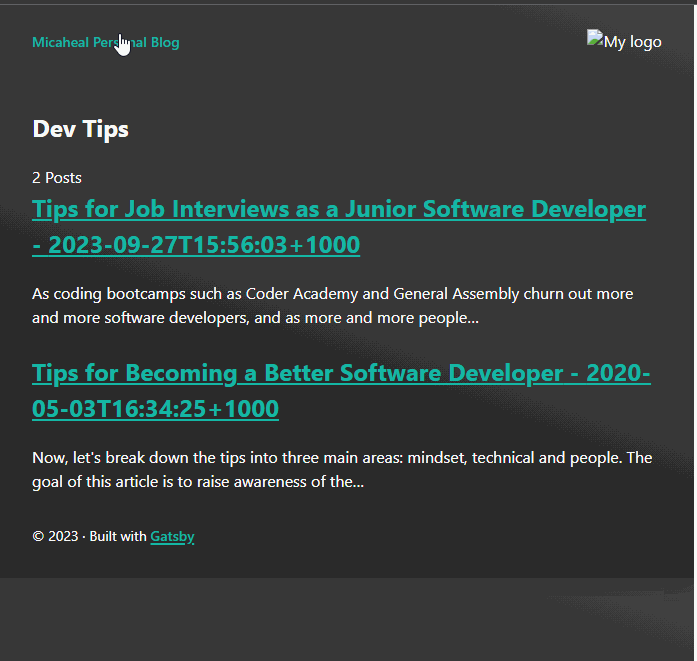 Micaheal Personal Blog
My logo
Dev Tips
2 Posts
Tips for Job Interviews as a Junior Software Developer
- 2023-09-27T15:56:03+1000
As coding bootcamps such as Coder Academy and General Assembly churn out more
and more software developers, and as more and more people...
Tips for Becoming a Better Software Developer - 2020-
05-03T16:34:25+1000
Now, let's break down the tips into three main areas: mindset, technical and people. The
goal of this article is to raise awareness of the...
© 2023 · Built with Gatsby